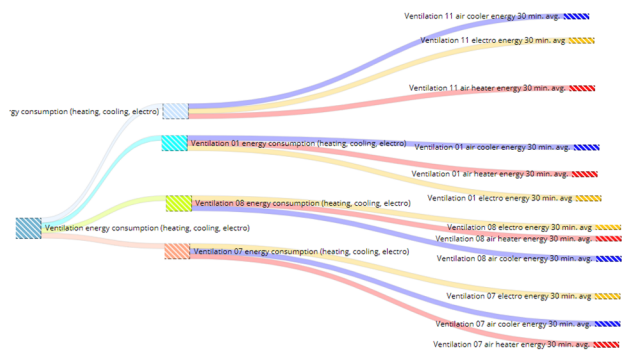 Ventilation 11 air cooler energy 30 min. avg.
Ventilation 11 electro energy 30 min. avg.
Ventilation 11 air heater energy 30 min. avg.
consumption (heating, cooling, electro)
Ventilation 01 energy consumption (heating, cooling, electro)
Ventilation 01 air cooler energy 30 min. avg.
Ventilation 01 air heater energy 30 min. avg.
Ventilation 01 electro energy 30 min. avg
Ventilation 08 energy consumption (heating, cooling, electro)
Ventilation energy consumption (heating, cooling, electro)
Ventilation 08 electro energy 30 min. avg
Ventilation 08 air heater energy 30 min. avg.
Ventilation 07 energy consumption (heating, cooling, electro)
Ventilation 08 air cooler energy 30 min. avg.
Ventilation 07 electro energy 30 min. avg
Ventilation 07 air cooler energy 30 min. avg.
Ventilation 07 air heater energy 30 min. avg.